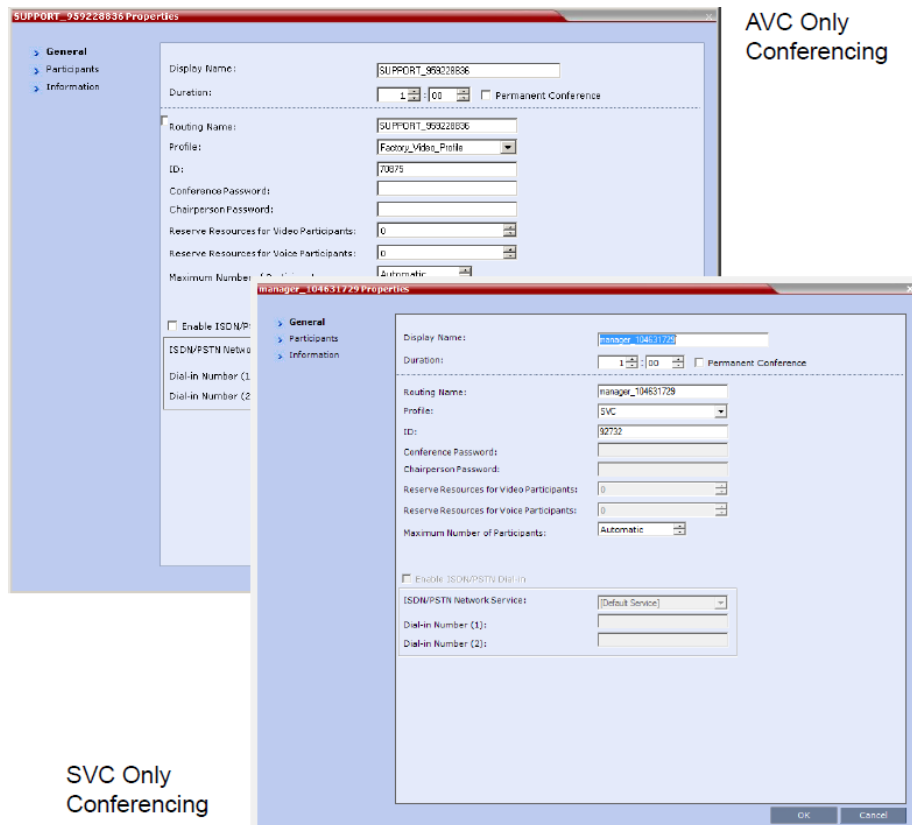 SUPPORT_959228836 Properties
AVC Only
Conferencing
General
Participants
Information
Display Name: SUPPORT_959228836
Duration: 1 : 00 Permanent Conference
Routing Name: SUPPORT_959228836
Profile: Factory_Video_Profile
ID: 70875
Conference Password:
Chairperson Password:
Reserve Resources for Video Participants: 0
Reserve Resources for Voice Participants: 0
Maximum Number Automatic
Enable ISDN/P
ISDN/PSTN Netwo
Dial-in Number (1
Dial-in Number (2
manager_104631729 Properties
General
Participants
Information
Display Name: manager_104631729
Duration: 1 : 00 Permanent Conference
Routing Name: manager_104631729
Profile: SVC
ID: 92732
Conference Password:
Chairperson Password:
Reserve Resources for Video Participants: 0
Reserve Resources for Voice Participants: 0
Maximum Number of Participants: Automatic
Enable ISDN/PSTN Dial-in
ISDN/PSTN Network Service: [Default Service]
Dial-in Number (1):
Dial-in Number (2):
OK Cancel
SVC Only
Conferencing